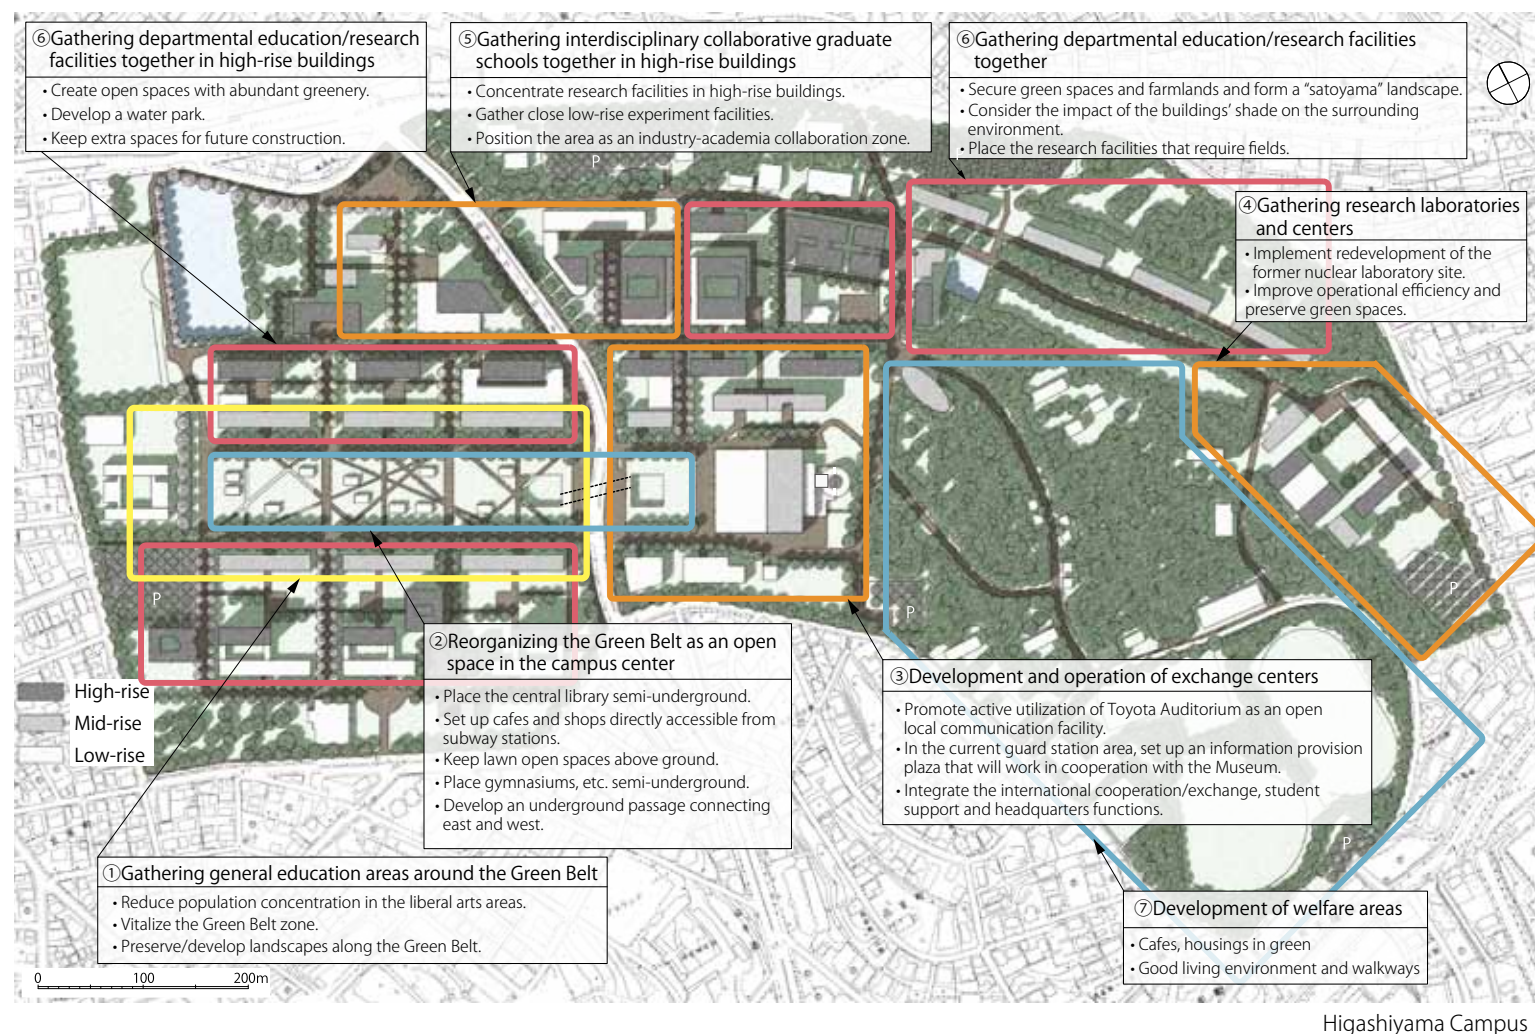 ⑥Gathering departmental education/research
facilities together in high-rise buildings
• Create open spaces with abundant greenery.
• Develop a water park.
• Keep extra spaces for future construction.
⑤Gathering interdisciplinary collaborative graduate
schools together in high-rise buildings
• Concentrate research facilities in high-rise buildings.
• Gather close low-rise experiment facilities.
• Position the area as an industry-academia collaboration zone.
⑥Gathering departmental education/research facilities
together
• Secure green spaces and farmlands and form a “satoyama” landscape.
• Consider the impact of the buildings’ shade on the surrounding
environment.
• Place the research facilities that require fields.
④Gathering research laboratories
and centers
• Implement redevelopment of the
former nuclear laboratory site.
• Improve operational efficiency and
preserve green spaces.
P
P
P
P
P
②Reorganizing the Green Belt as an open
space in the campus center
• Place the central library semi-underground.
• Set up cafes and shops directly accessible from
subway stations.
• Keep lawn open spaces above ground.
• Place gymnasiums, etc. semi-underground.
• Develop an underground passage connecting
east and west.
③Development and operation of exchange centers
• Promote active utilization of Toyota Auditorium as an open
local communication facility.
• In the current guard station area, set up an information provision
plaza that will work in cooperation with the Museum.
• Integrate the international cooperation/exchange, student
support and headquarters functions.
High-rise
Mid-rise
Low-rise
①Gathering general education areas around the Green Belt
• Reduce population concentration in the liberal arts areas.
• Vitalize the Green Belt zone.
• Preserve/develop landscapes along the Green Belt.
⑦Development of welfare areas
• Cafes, housings in green
• Good living environment and walkways
0 100 200m
Higashiyama Campus